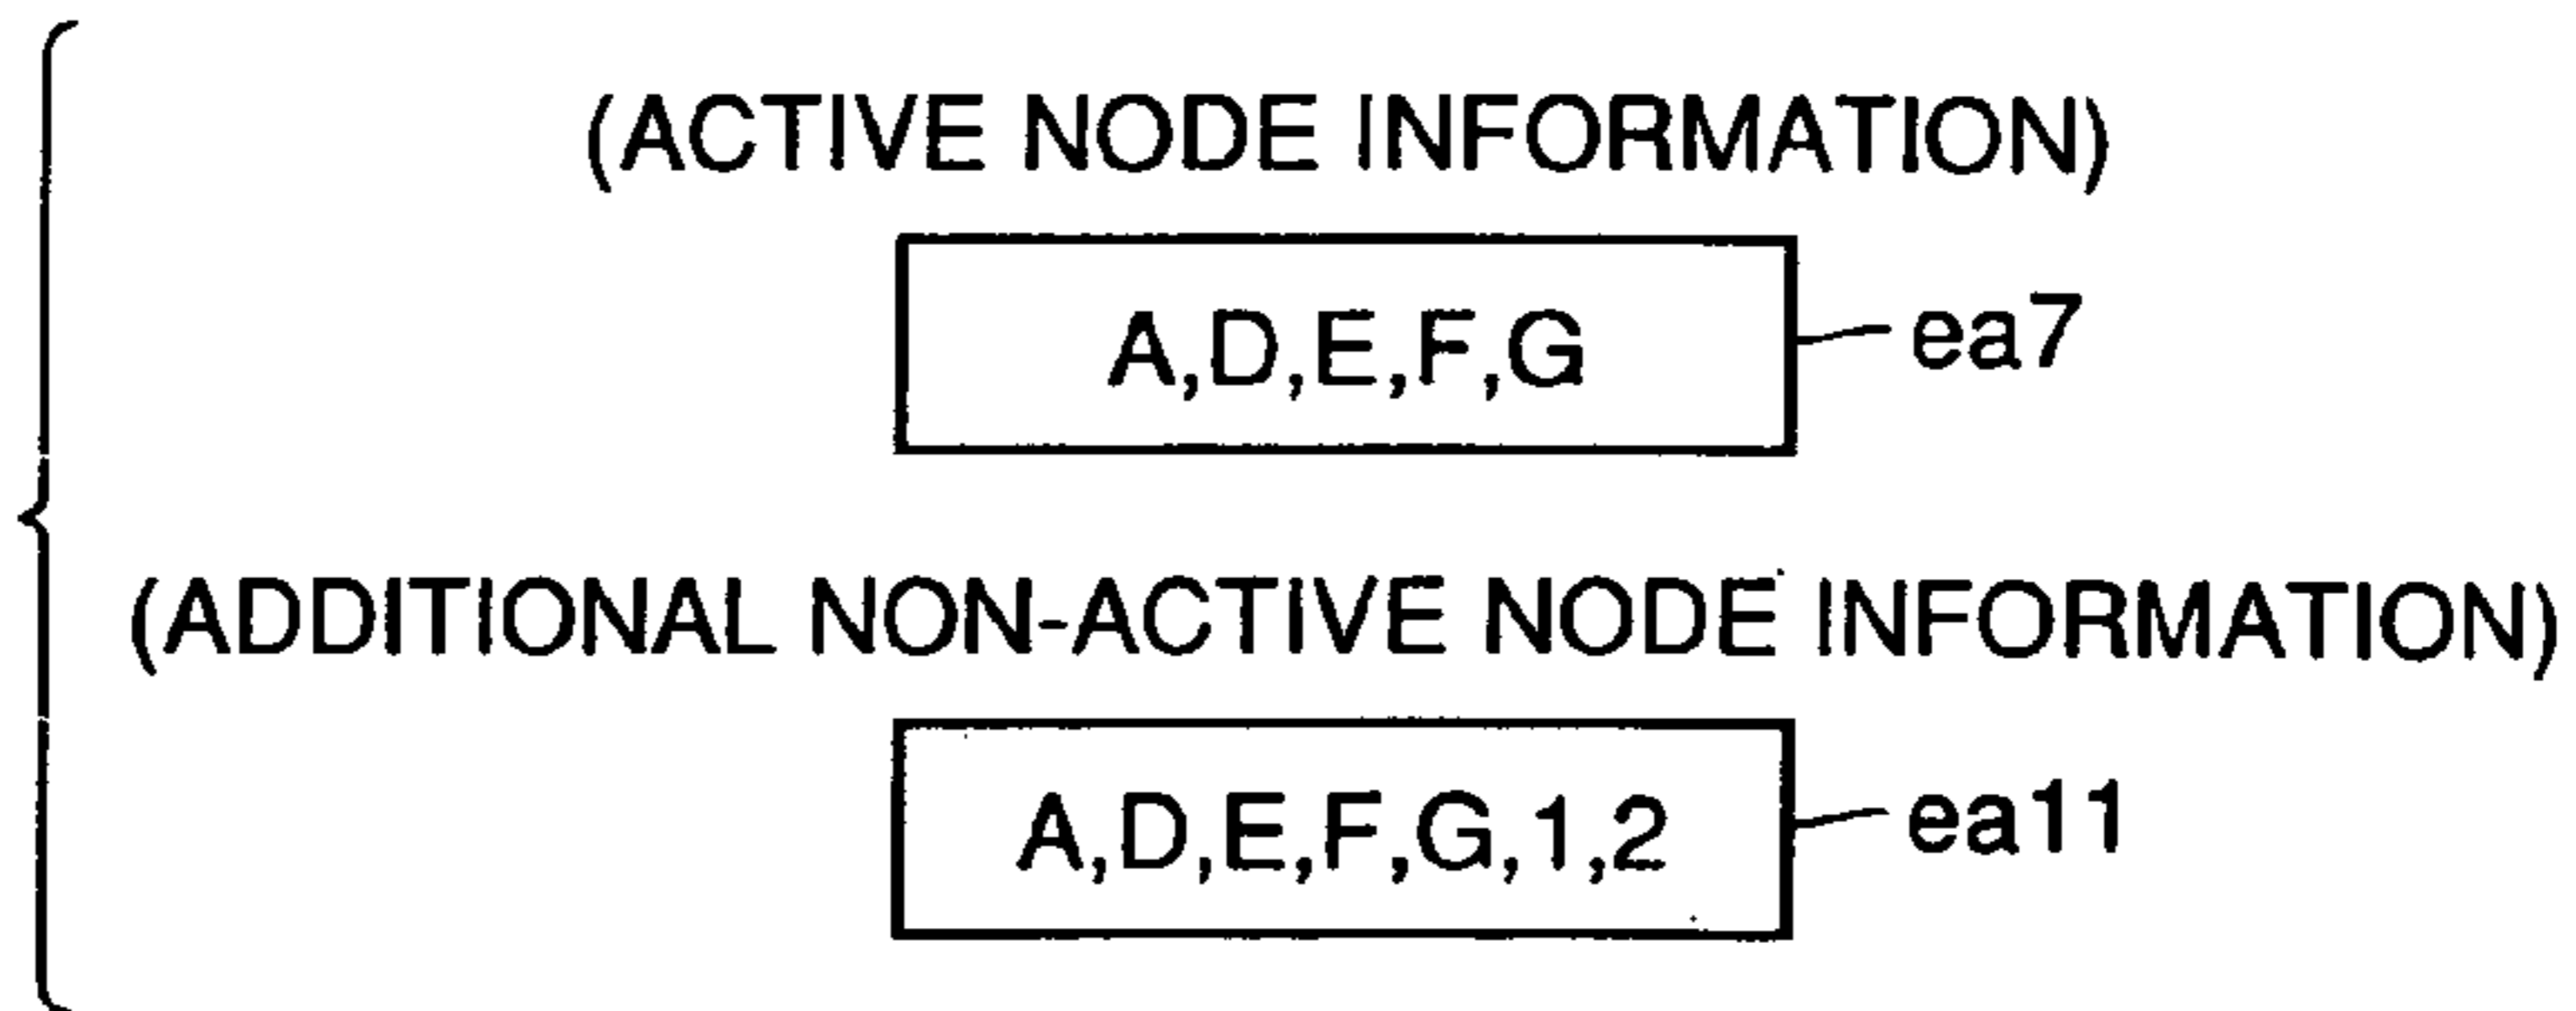 (ACTIVE NODE INFORMATION)
A,D,E,F,G ea7
(ADDITIONAL NON-ACTIVE NODE INFORMATION)
A,D,E,F,G,1,2 ea11